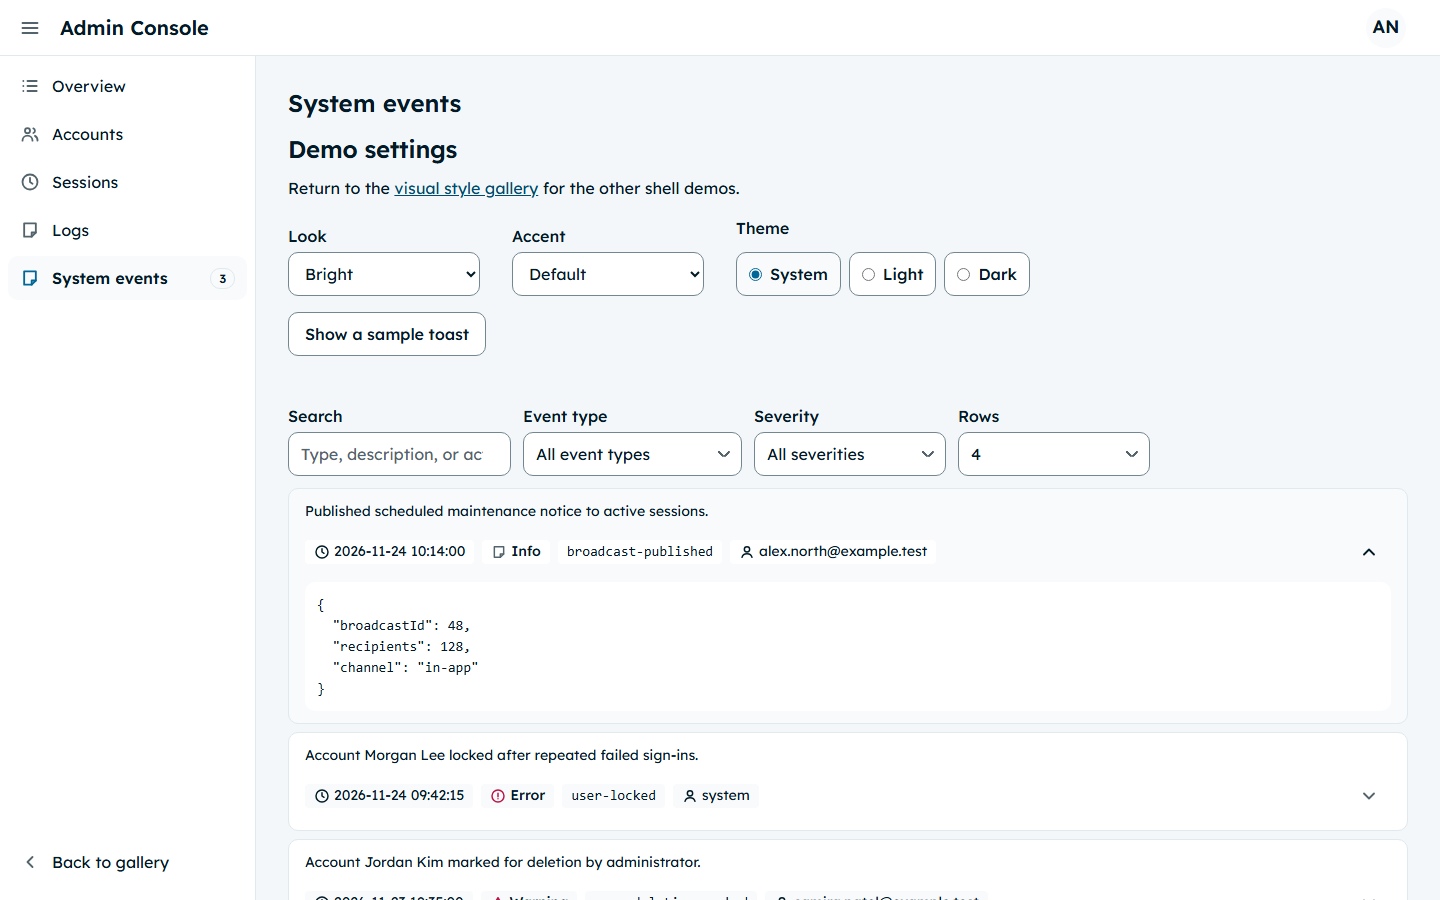 Admin Console
AN
Overview
Accounts
Sessions
Logs
System events 3
Back to gallery
System events
Demo settings
Return to the visual style gallery for the other shell demos.
Look Accent Theme
Bright Default System Light Dark
Show a sample toast
Search Event type Severity Rows
Type, description, or ac All event types All severities 4
Published scheduled maintenance notice to active sessions.
2026-11-24 10:14:00 Info broadcast-published alex.north@example.test
{
"broadcastId": 48,
"recipients": 128,
"channel": "in-app"
}
Account Morgan Lee locked after repeated failed sign-ins.
2026-11-24 09:42:15 Error user-locked system
Account Jordan Kim marked for deletion by administrator.